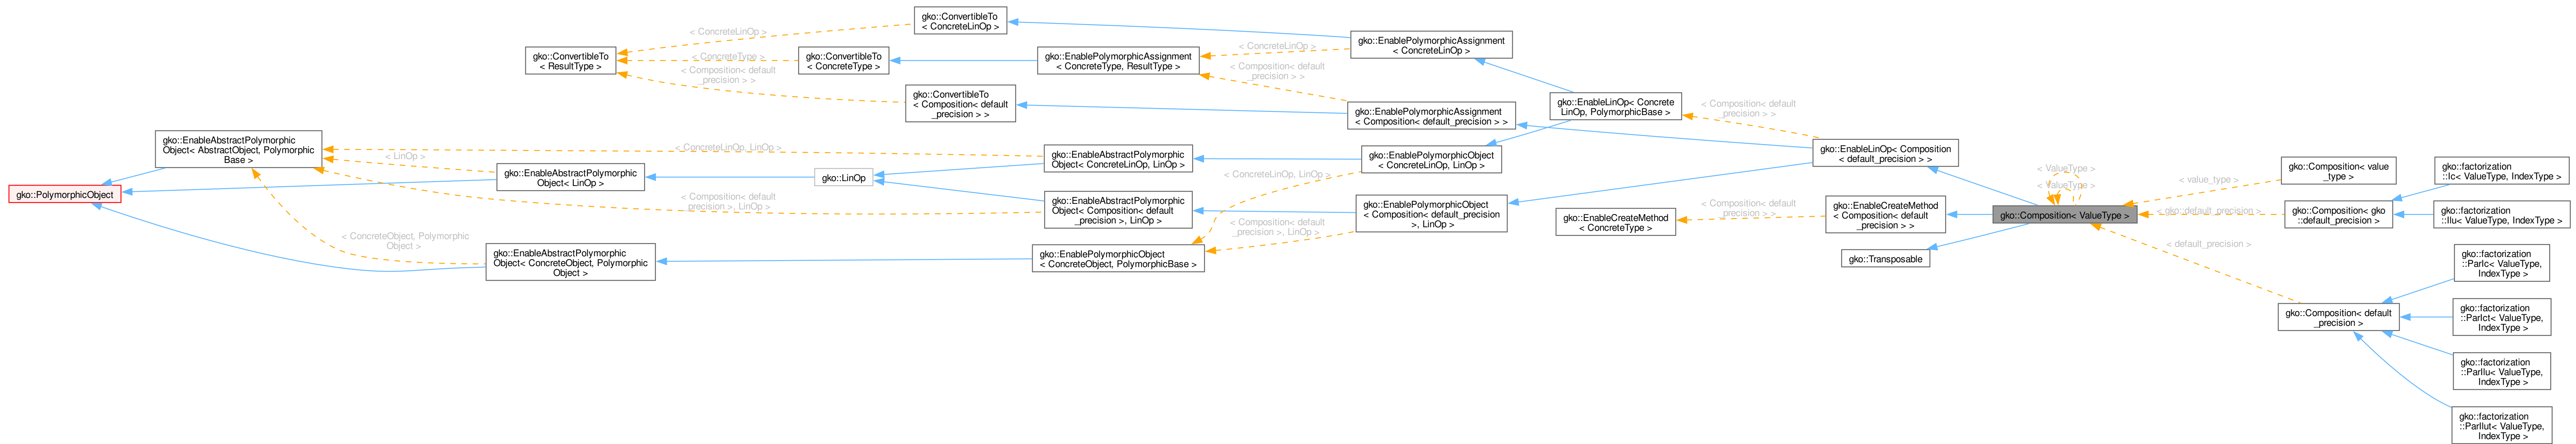 gko::PolymorphicObject
gko::EnableAbstractPolymorphic
Object< AbstractObject, Polymorphic
Base >
< LinOp >
< ConcreteLinOp, LinOp >
< Composition< default
_precision >, LinOp >
< ConcreteObject, Polymorphic
Object >
gko::EnableAbstractPolymorphic
Object< LinOp >
gko::EnableAbstractPolymorphic
Object< ConcreteObject, Polymorphic
Object >
gko::ConvertibleTo
< ResultType >
< ConcreteLinOp >
< ConcreteType >
< Composition< default
_precision > >
gko::ConvertibleTo
< ConcreteLinOp >
gko::ConvertibleTo
< ConcreteType >
gko::ConvertibleTo
< Composition< default
_precision > >
gko::LinOp
gko::EnablePolymorphicAssignment
< ConcreteType, ResultType >
gko::EnableAbstractPolymorphic
Object< ConcreteLinOp, LinOp >
gko::EnableAbstractPolymorphic
Object< Composition< default
_precision >, LinOp >
gko::EnablePolymorphicObject
< ConcreteObject, PolymorphicBase >
< ConcreteLinOp >
< Composition< default
_precision > >
< ConcreteLinOp, LinOp >
< Composition< default
_precision >, LinOp >
gko::EnablePolymorphicAssignment
< ConcreteLinOp >
gko::EnablePolymorphicAssignment
< Composition< default_precision > >
gko::EnablePolymorphicObject
< ConcreteLinOp, LinOp >
gko::EnablePolymorphicObject
< Composition< default_precision
>, LinOp >
gko::EnableLinOp< Concrete
LinOp, PolymorphicBase >
gko::EnableCreateMethod
< ConcreteType >
< Composition< default
_precision > >
< Composition< default
_precision > >
gko::EnableLinOp< Composition
< default_precision > >
gko::EnableCreateMethod
< Composition< default
_precision > >
gko::Transposable
< ValueType >
< ValueType >
gko::Composition< ValueType >
< value_type >
< gko::default_precision >
< default_precision >
gko::Composition< value
_type >
gko::Composition< gko
::default_precision >
gko::Composition< default
_precision >
gko::factorization
::Ic< ValueType, IndexType >
gko::factorization
::Ilu< ValueType, IndexType >
gko::factorization
::ParIc< ValueType,
IndexType >
gko::factorization
::ParIct< ValueType,
IndexType >
gko::factorization
::ParIlu< ValueType,
IndexType >
gko::factorization
::ParIlut< ValueType,
IndexType >